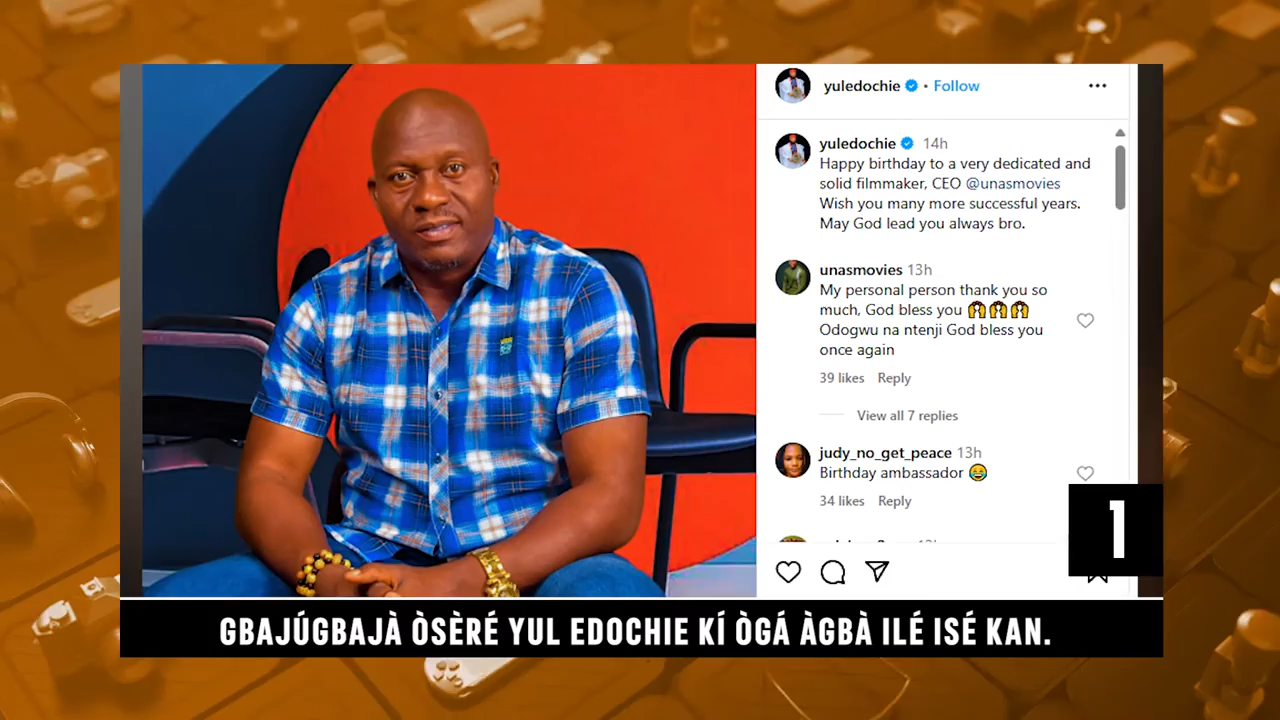 yuledochie • Follow
yuledochie 14h
Happy birthday to a very dedicated and
solid filmmaker, CEO @unasmovies
Wish you many more successful years.
May God lead you always bro.
unasmovies 13h
My personal person thank you so
much, God bless you 🙌🙌🙌
Odogwu na ntenji God bless you
once again
39 likes Reply
View all 7 replies
judy_no_get_peace 13h
Birthday ambassador 😂
34 likes Reply
1
GBAJÚGBAJÀ ÒSÈRÉ YUL EDOCHIE KÍ ÒGÁ ÀGBÀ ILÉ ISÉ KAN.